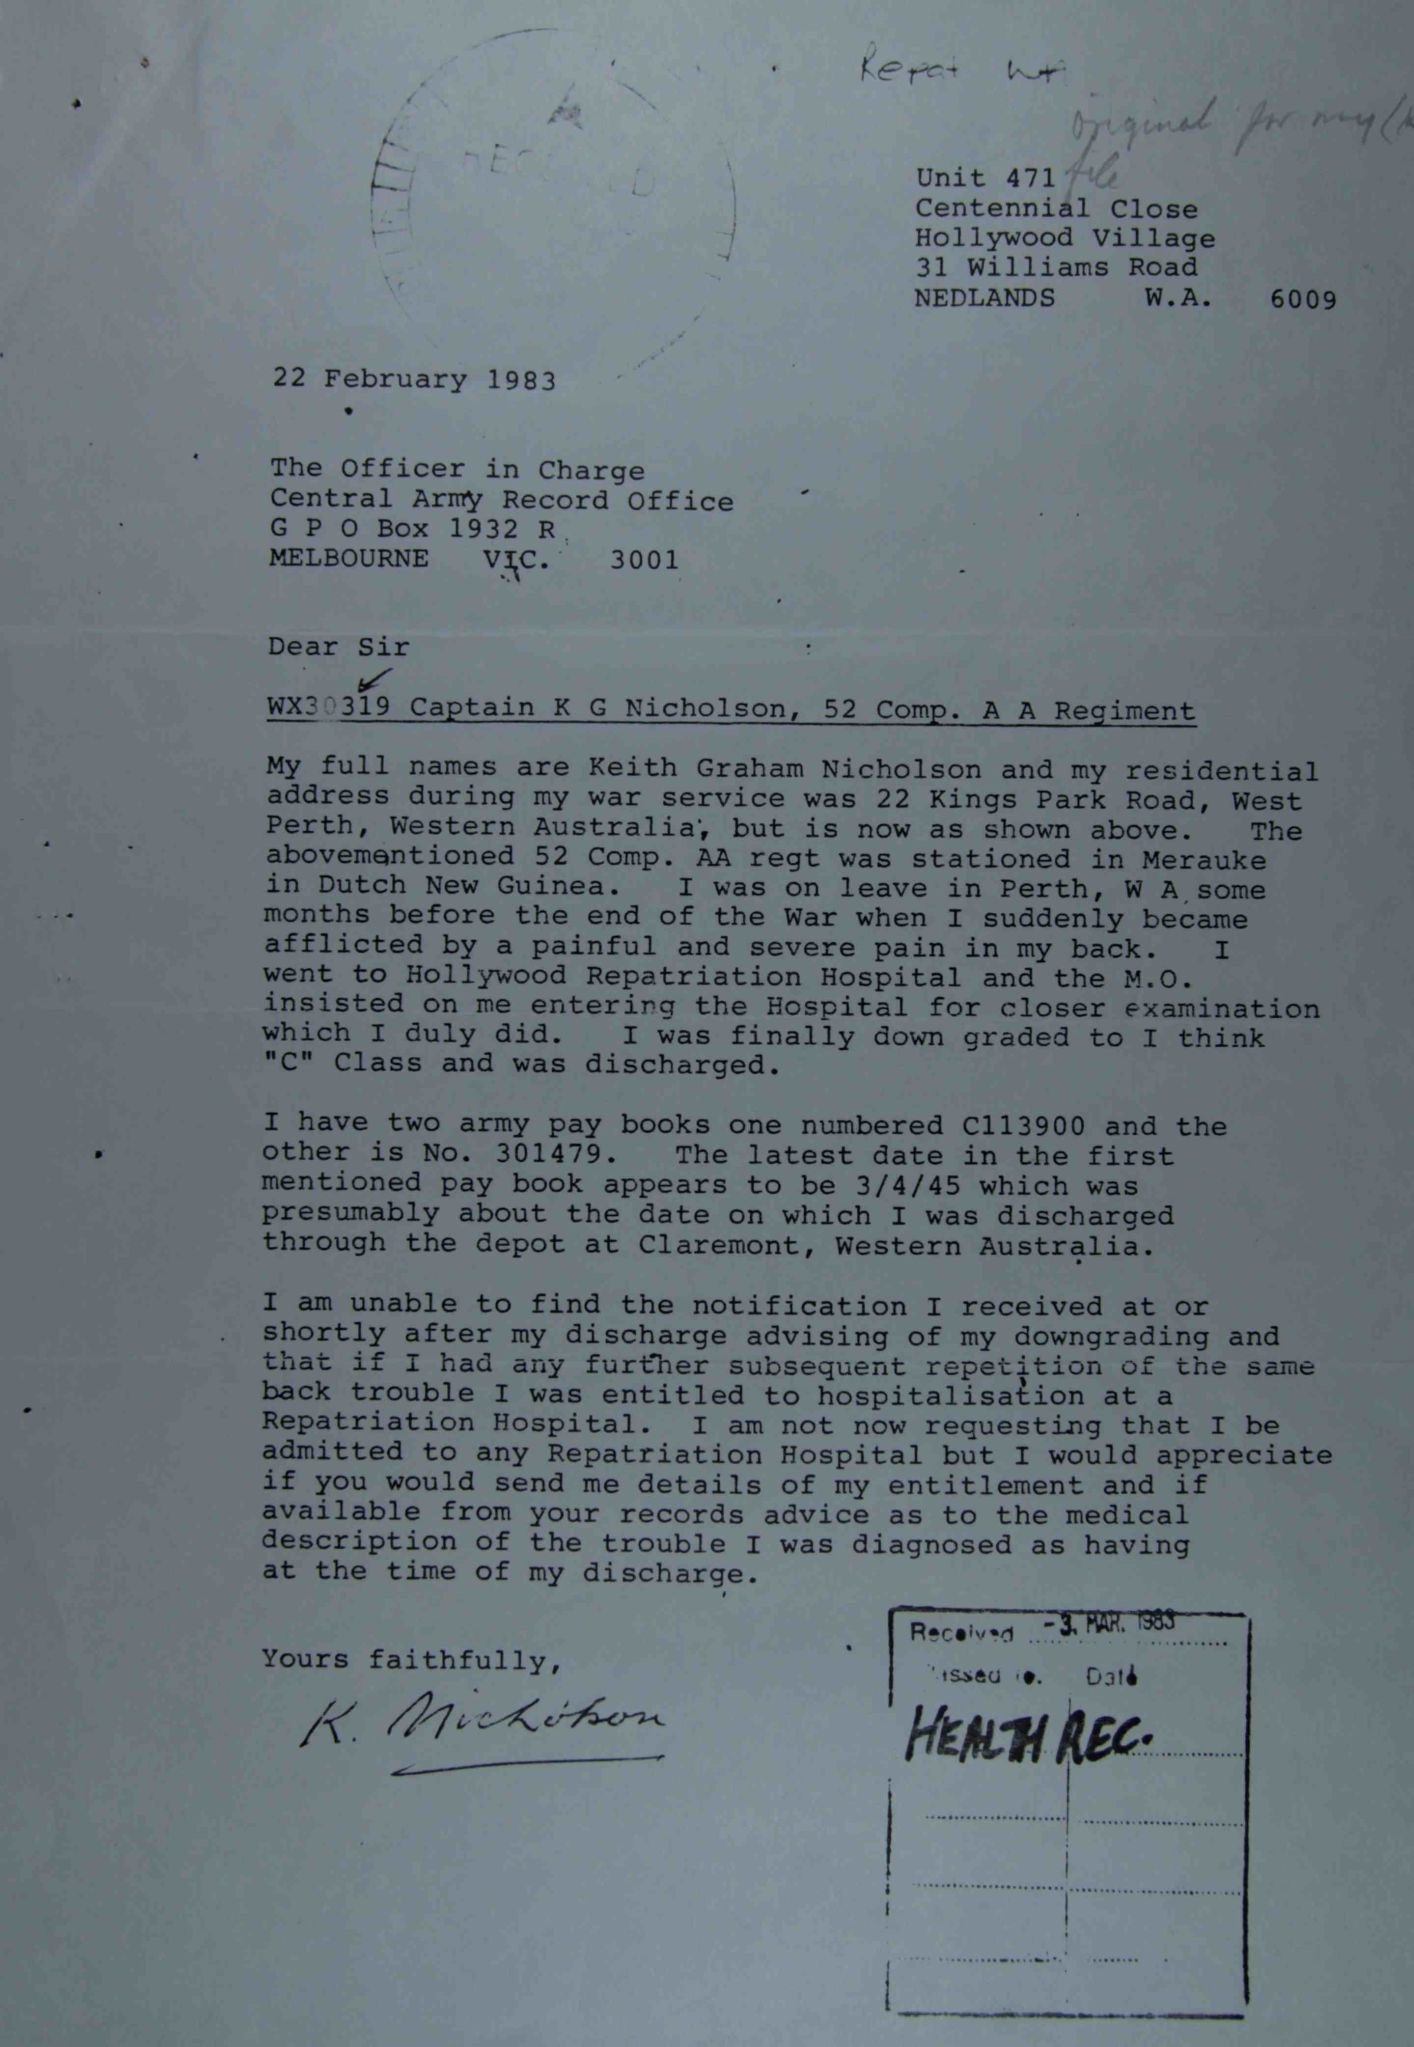 Repat WA
original for my
file
RECEIVED
Unit 471
Centennial Close
Hollywood Village
31 Williams Road
NEDLANDS W.A. 6009
22 February 1983
The Officer in Charge
Central Army Record Office
G P O Box 1932 R
MELBOURNE VIC. 3001
Dear Sir
WX30319 Captain K G Nicholson, 52 Comp. A A Regiment
My full names are Keith Graham Nicholson and my residential
address during my war service was 22 Kings Park Road, West
Perth, Western Australia, but is now as shown above. The
abovementioned 52 Comp. AA regt was stationed in Merauke
in Dutch New Guinea. I was on leave in Perth, W A some
months before the end of the War when I suddenly became
afflicted by a painful and severe pain in my back. I
went to Hollywood Repatriation Hospital and the M.O.
insisted on me entering the Hospital for closer examination
which I duly did. I was finally down graded to I think
"C" Class and was discharged.
I have two army pay books one numbered C113900 and the
other is No. 301479. The latest date in the first
mentioned pay book appears to be 3/4/45 which was
presumably about the date on which I was discharged
through the depot at Claremont, Western Australia.
I am unable to find the notification I received at or
shortly after my discharge advising of my downgrading and
that if I had any further subsequent repetition of the same
back trouble I was entitled to hospitalisation at a
Repatriation Hospital. I am not now requesting that I be
admitted to any Repatriation Hospital but I would appreciate
if you would send me details of my entitlement and if
available from your records advice as to the medical
description of the trouble I was diagnosed as having
at the time of my discharge.
Yours faithfully,
K. Nicholson
Received -3. MAR. 1983
Date
HEALTH REC.